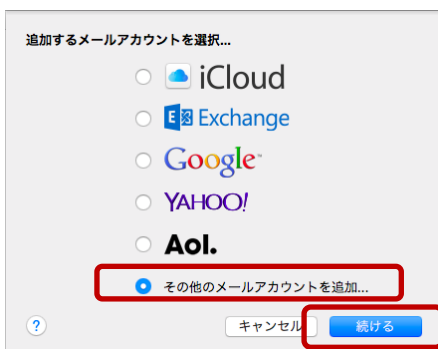 追加するメールアカウントを選択...
iCloud
E Exchange
Google
YAHOO!
Aol.
その他のメールアカウントを追加...
?
キャンセル
続ける